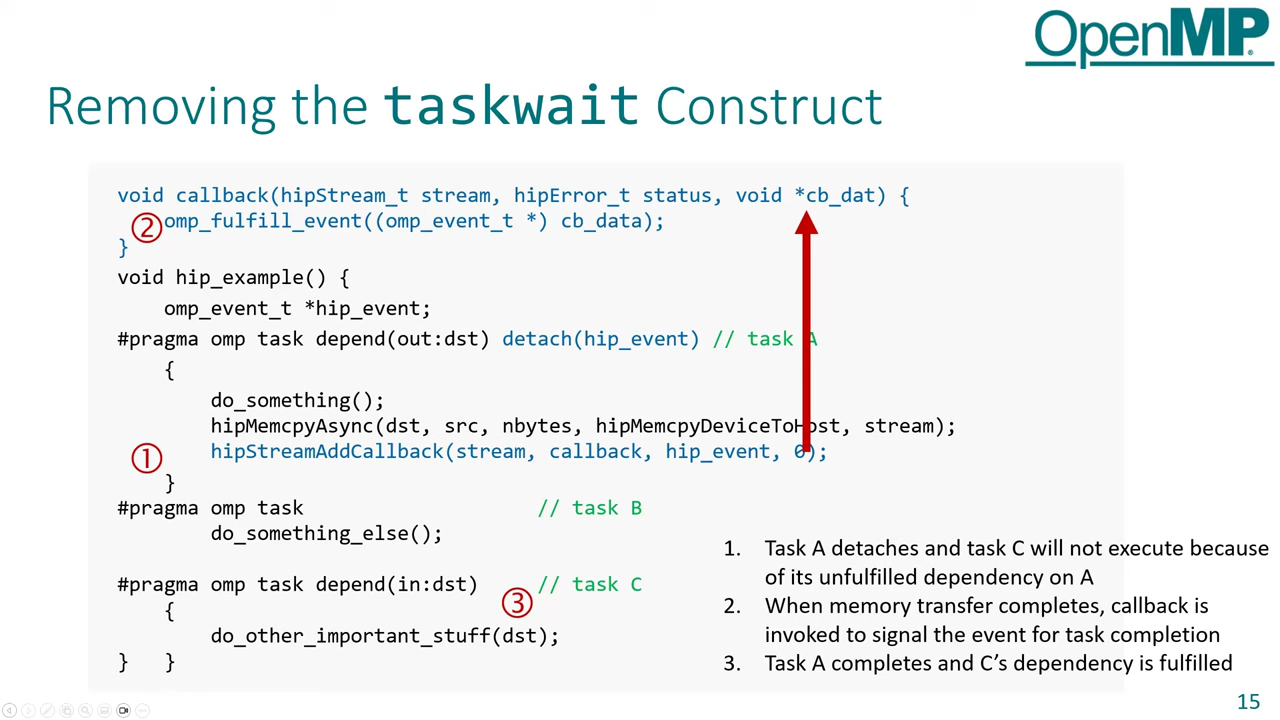 OpenMP®
Removing the taskwait Construct
void callback(hipStream_t stream, hipError_t status, void *cb_dat) {
② omp_fulfill_event((omp_event_t *) cb_data);
}
void hip_example() {
omp_event_t *hip_event;
#pragma omp task depend(out:dst) detach(hip_event) // task A
{
do_something();
hipMemcpyAsync(dst, src, nbytes, hipMemcpyDeviceToHost, stream);
① hipStreamAddCallback(stream, callback, hip_event, 0);
}
#pragma omp task // task B
do_something_else();
#pragma omp task depend(in:dst) // task C
{ ③
do_other_important_stuff(dst);
} }
1. Task A detaches and task C will not execute because
of its unfulfilled dependency on A
2. When memory transfer completes, callback is
invoked to signal the event for task completion
3. Task A completes and C’s dependency is fulfilled
15